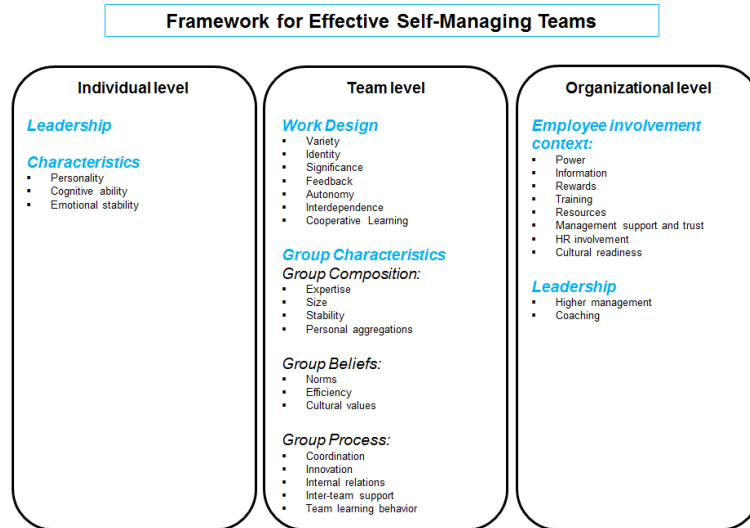 Framework for Effective Self-Managing Teams
Individual level
Leadership
Characteristics
Personality
Cognitive ability
Emotional stability
Team level
Work Design
Variety
Identity
Significance
Feedback
Autonomy
Interdependence
Cooperative Learning
Group Characteristics
Group Composition:
Expertise
Size
Stability
Personal aggregations
Group Beliefs:
Norms
Efficiency
Cultural values
Group Process:
Coordination
Innovation
Internal relations
Inter-team support
Team learning behavior
Organizational level
Employee involvement
context:
Power
Information
Rewards
Training
Resources
Management support and trust
HR involvement
Cultural readiness
Leadership
Higher management
Coaching